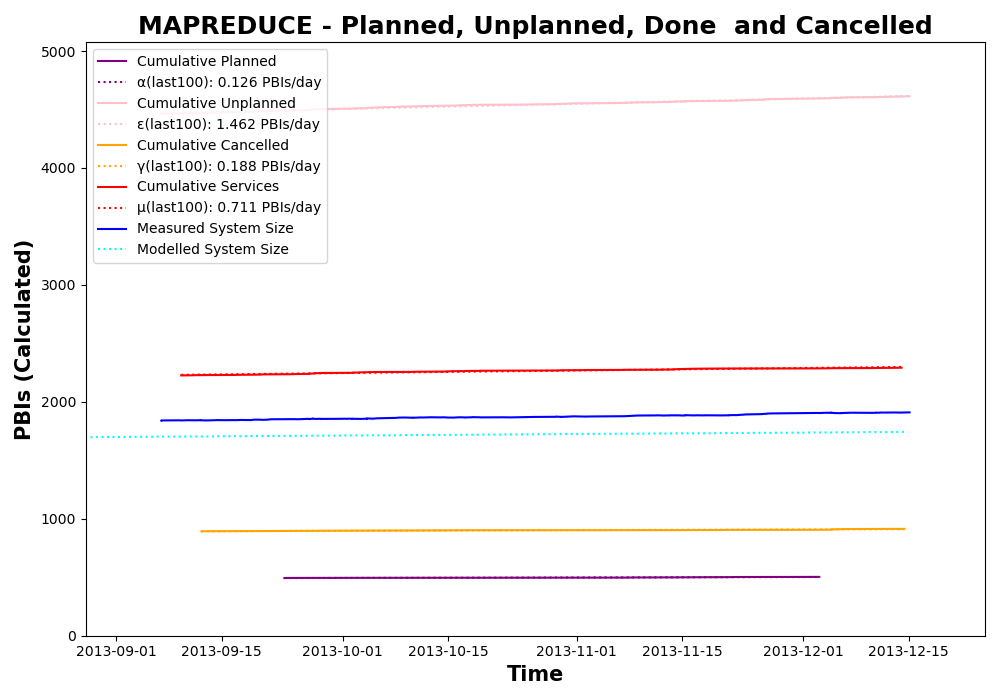 MAPREDUCE - Planned, Unplanned, Done  and Cancelled
5000
4000
3000
2000
1000
0
PBIs (Calculated)
Cumulative Planned
α(last100): 0.126 PBIs/day
Cumulative Unplanned
ε(last100): 1.462 PBIs/day
Cumulative Cancelled
γ(last100): 0.188 PBIs/day
Cumulative Services
μ(last100): 0.711 PBIs/day
Measured System Size
Modelled System Size
2013-09-01 2013-09-15 2013-10-01 2013-10-15 2013-11-01 2013-11-15 2013-12-01 2013-12-15
Time